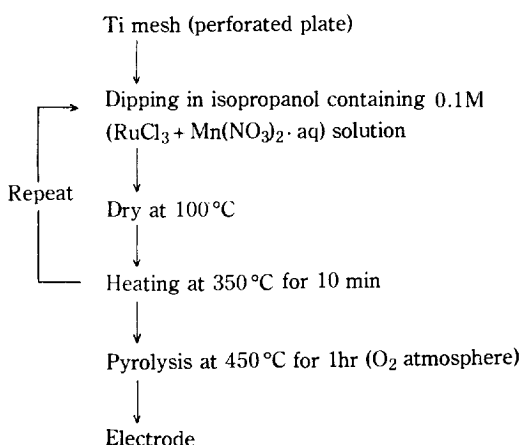 Ti mesh (perforated plate)
Dipping in isopropanol containing 0.1M
(RuCl₃ + Mn(NO₃)₂· aq) solution
Repeat
Dry at 100°C
Heating at 350°C for 10 min
Pyrolysis at 450°C for 1hr (O₂ atmosphere)
Electrode